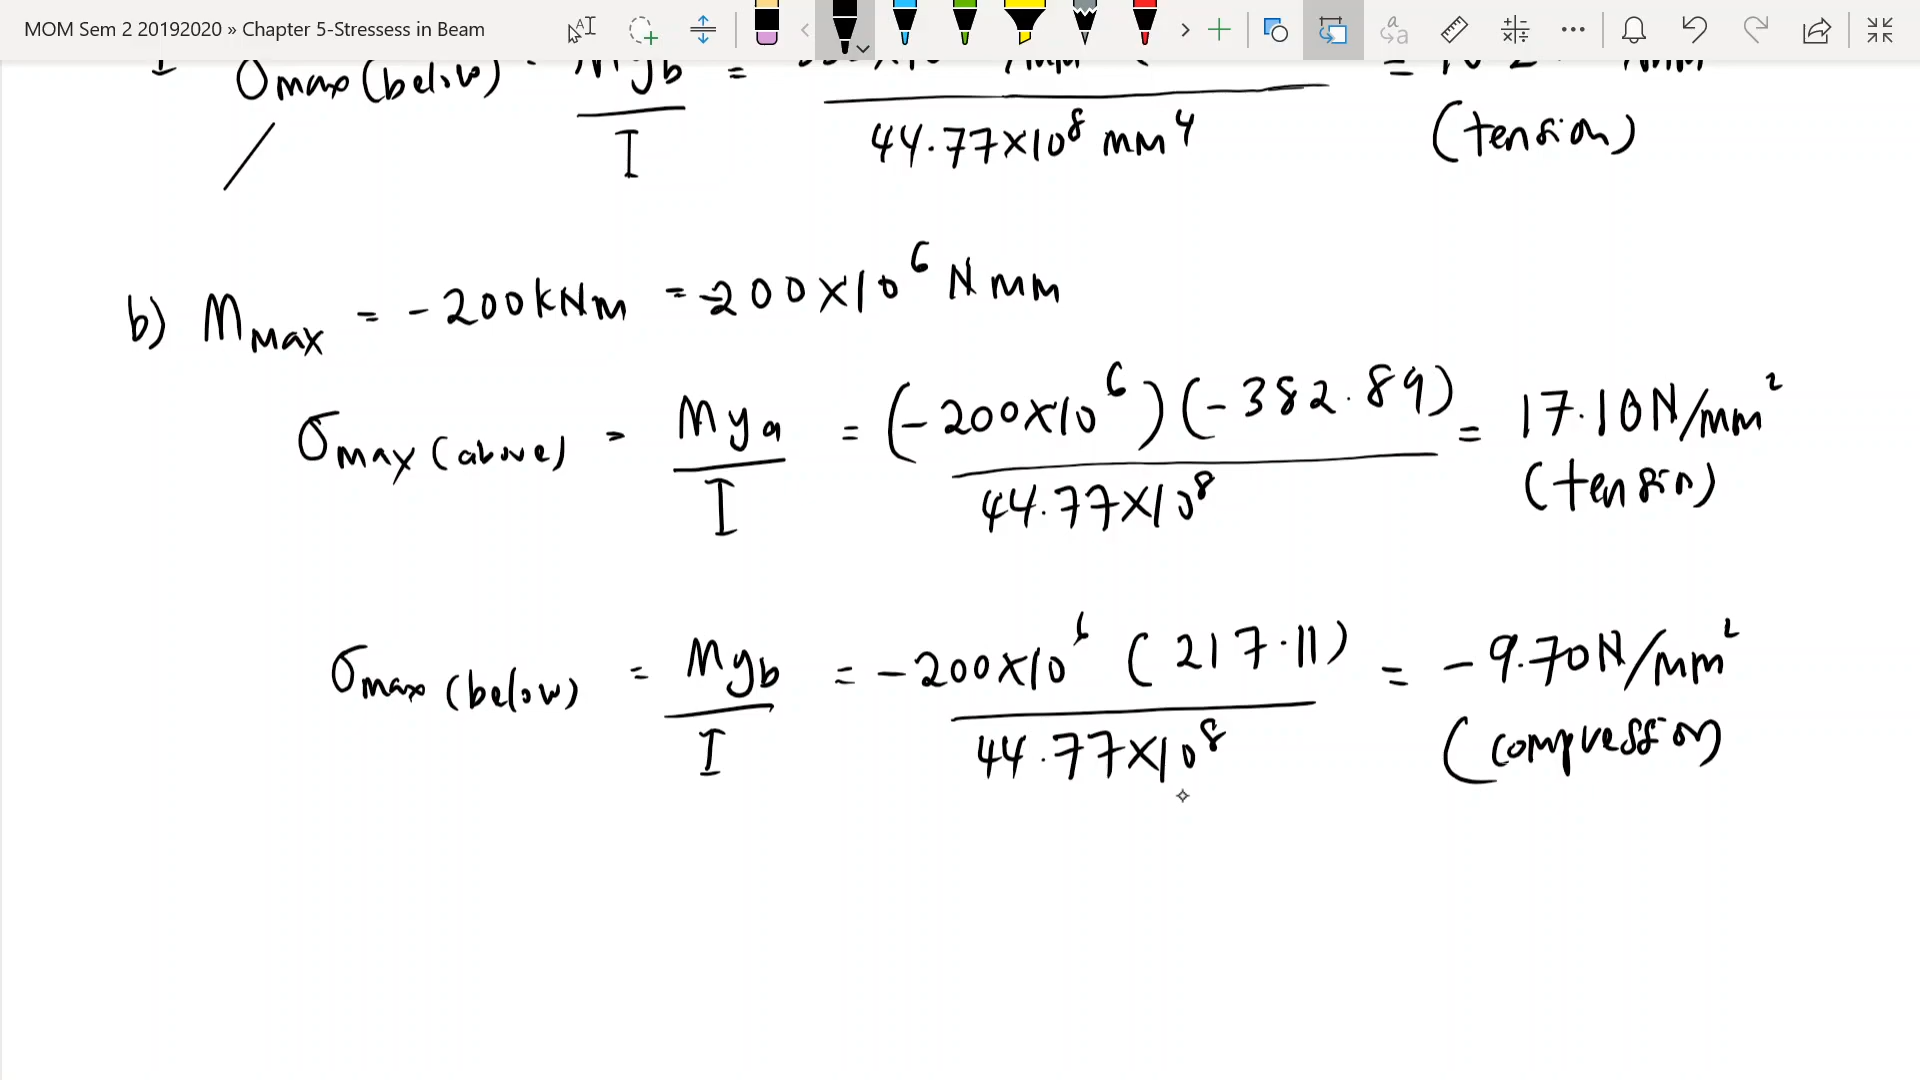 MOM Sem 2 20192020 » Chapter 5-Stressess in Beam
σmax (below) = Myb =
I 44.77×10⁸ mm⁴ (tension)
b) Mmax = -200kNm = -200×10⁶ Nmm
σmax (above) = Mya / I = (-200×10⁶)(-382.89) / 44.77×10⁸ = 17.10N/mm²
(tension)
σmax (below) = Myb / I = -200×10⁶ (217.11) / 44.77×10⁸ = -9.70N/mm²
(compression)